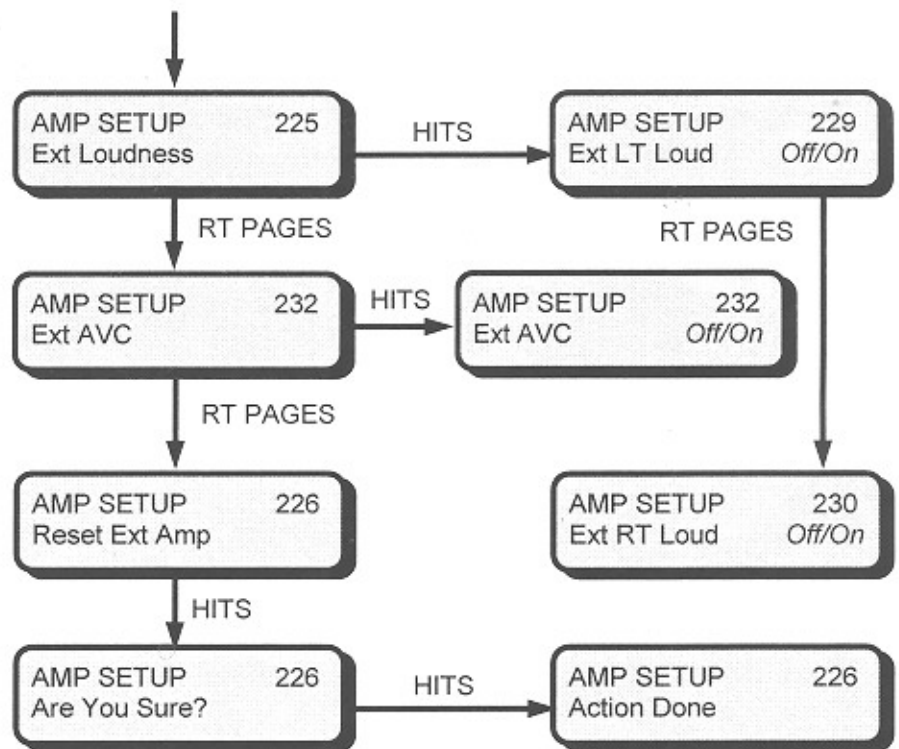 AMP SETUP 225
Ext Loudness
HITS
AMP SETUP 229
Ext LT Loud Off/On
RT PAGES
RT PAGES
AMP SETUP 232
Ext AVC
HITS
AMP SETUP 232
Ext AVC Off/On
RT PAGES
AMP SETUP 226
Reset Ext Amp
AMP SETUP 230
Ext RT Loud Off/On
HITS
AMP SETUP 226
Are You Sure?
HITS
AMP SETUP 226
Action Done